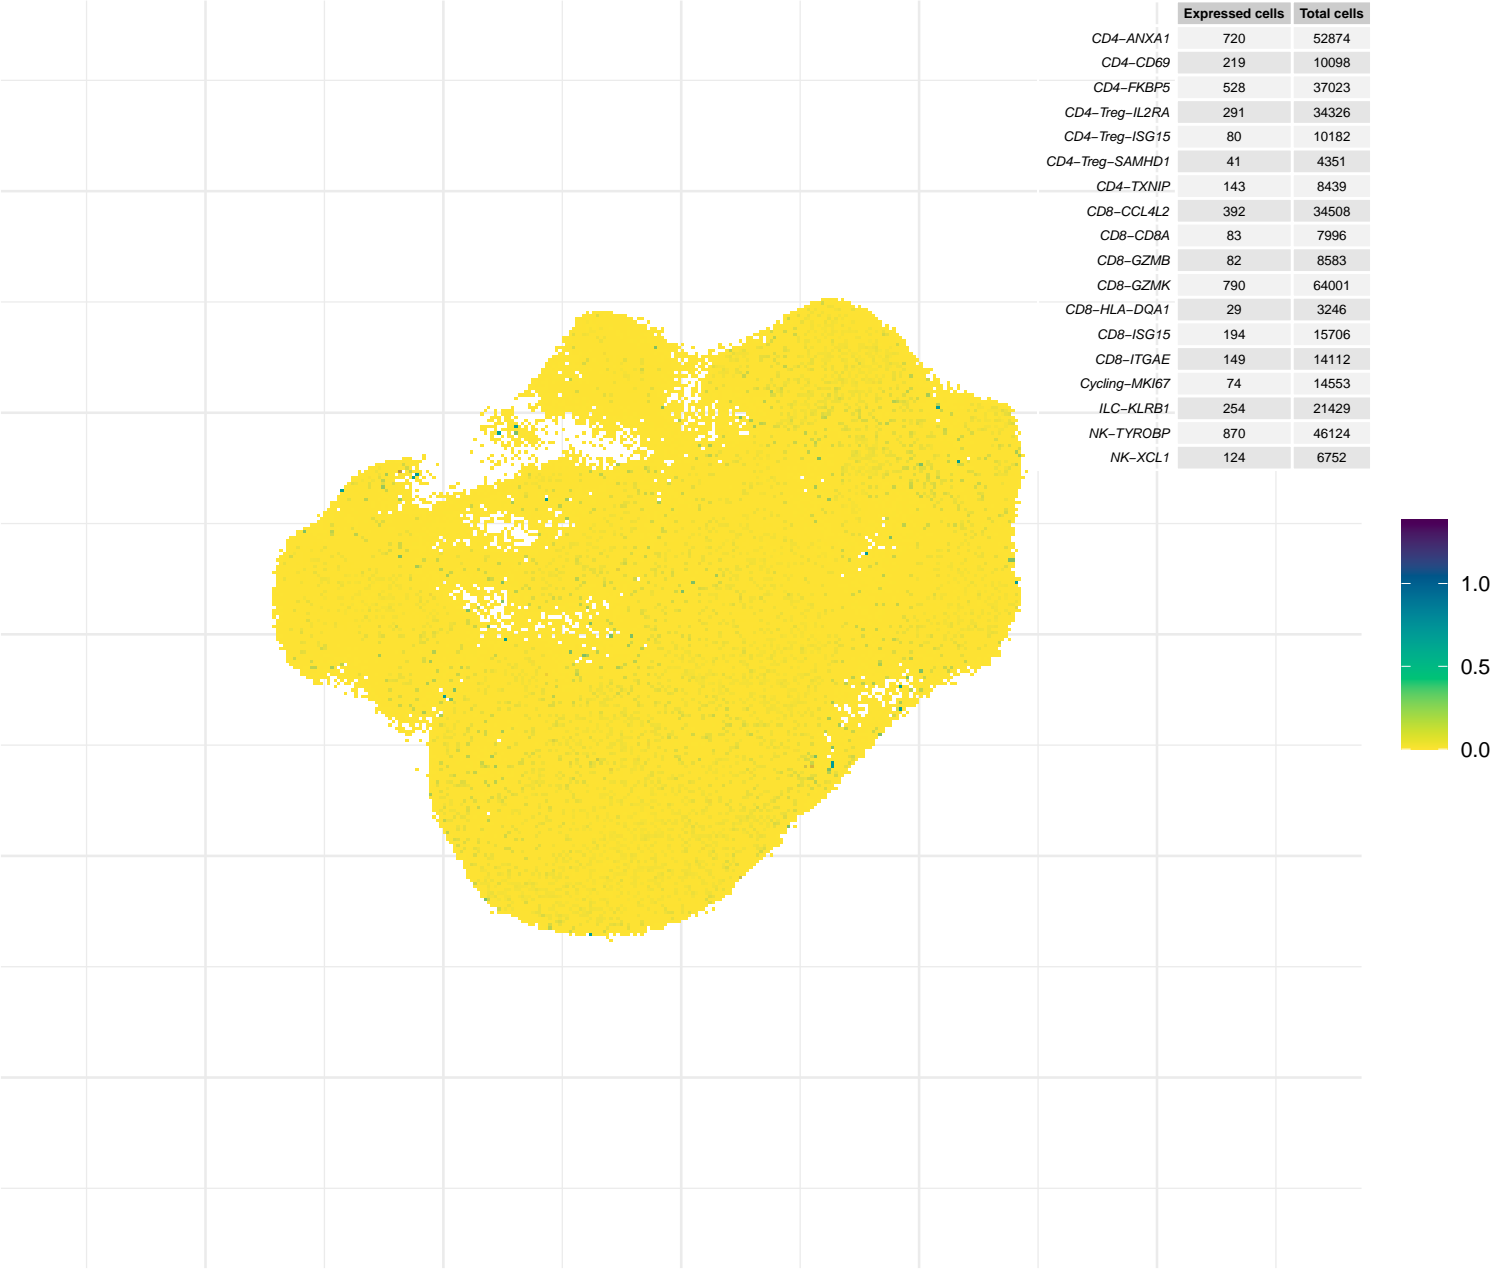 Expressed cells Total cells
CD4−ANXA1 720 52874
CD4−CD69 219 10098
CD4−FKBP5 528 37023
CD4−Treg−IL2RA 291 34326
CD4−Treg−ISG15 80 10182
CD4−Treg−SAMHD1 41 4351
CD4−TXNIP 143 8439
CD8−CCL4L2 392 34508
CD8−CD8A 83 7996
CD8−GZMB 82 8583
CD8−GZMK 790 64001
CD8−HLA−DQA1 29 3246
CD8−ISG15 194 15706
CD8−ITGAE 149 14112
Cycling−MKI67 74 14553
ILC−KLRB1 254 21429
NK−TYROBP 870 46124
NK−XCL1 124 6752
1.0
0.5
0.0